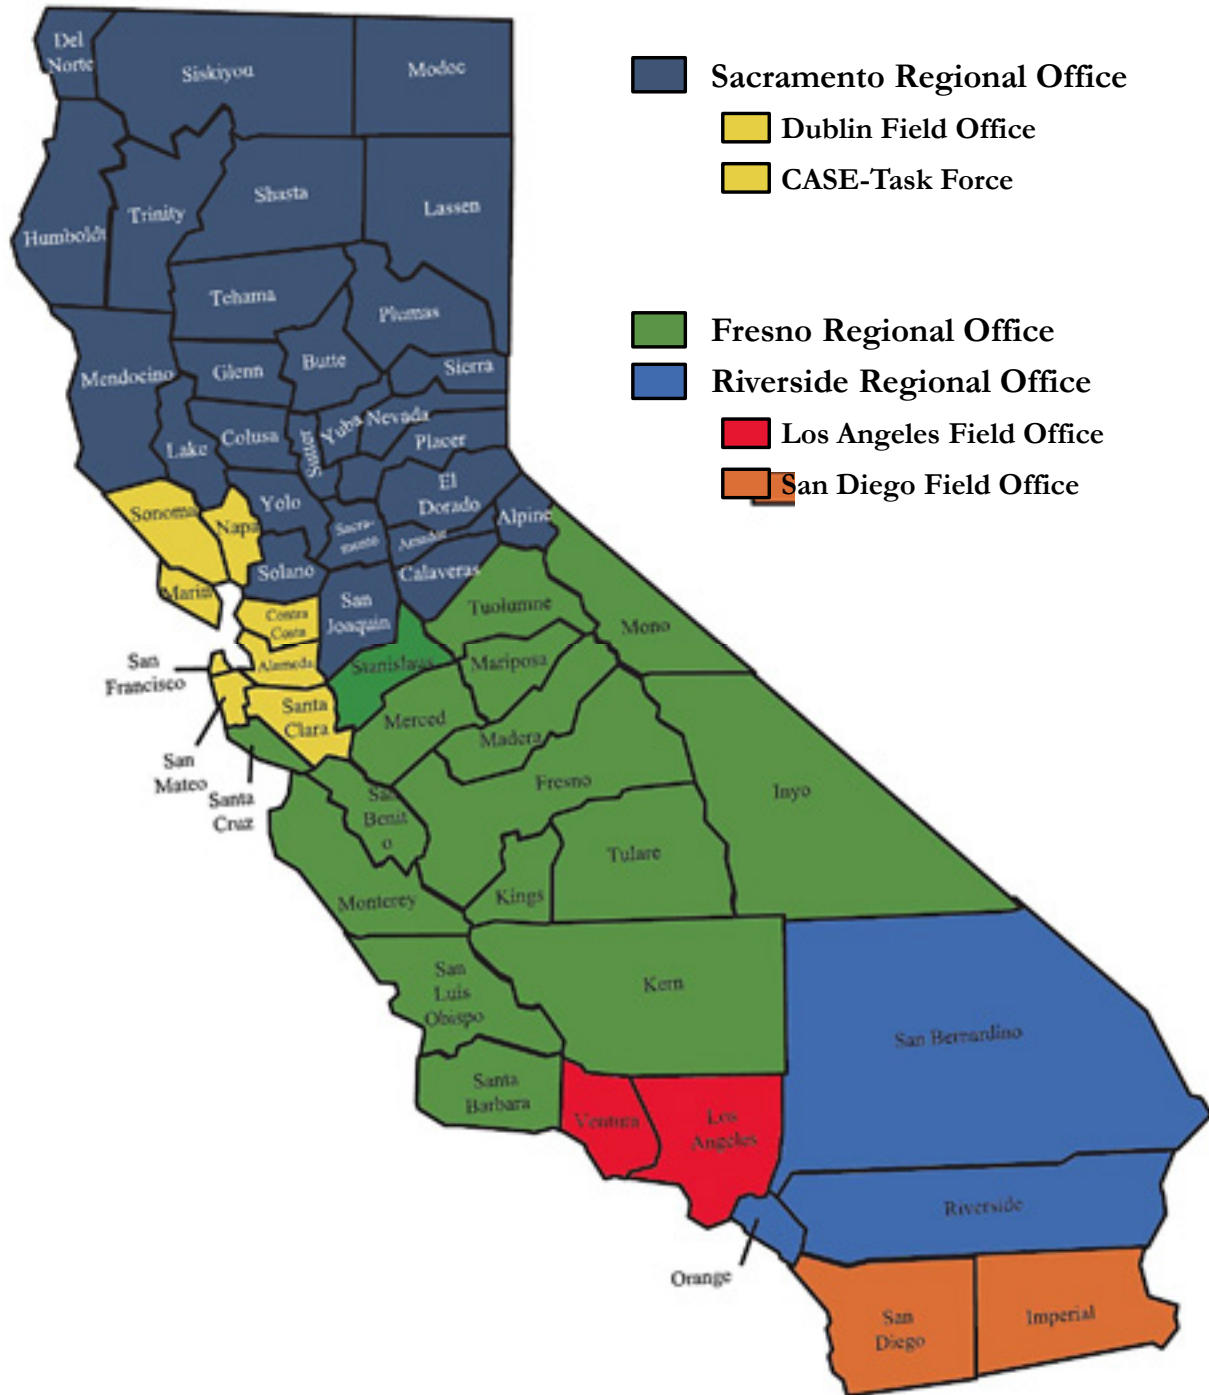 Del
Norte
Siskiyou
Modoc
Sacramento Regional Office
Dublin Field Office
CASE-Task Force
Humboldt
Trinity
Shasta
Lassen
Tehama
Plumas
Fresno Regional Office
Riverside Regional Office
Los Angeles Field Office
San Diego Field Office
Mendocino
Glenn
Butte
Sierra
Lake
Colusa
Sutter
Yuba
Nevada
Placer
El
Dorado
Sonoma
Napa
Yolo
Sacra-
mento
Amador
Alpine
Marin
Solano
Calaveras
Contra
Costa
San
Joaquin
Tuolumne
Mono
San
Francisco
Alameda
Stanislaus
Mariposa
Santa
Clara
Merced
Madera
San
Mateo
Santa
Cruz
San
Benit
o
Fresno
Inyo
Monterey
Kings
Tulare
San
Luis
Obispo
Kern
San Bernardino
Santa
Barbara
Ventura
Los
Angeles
Riverside
Orange
San
Diego
Imperial